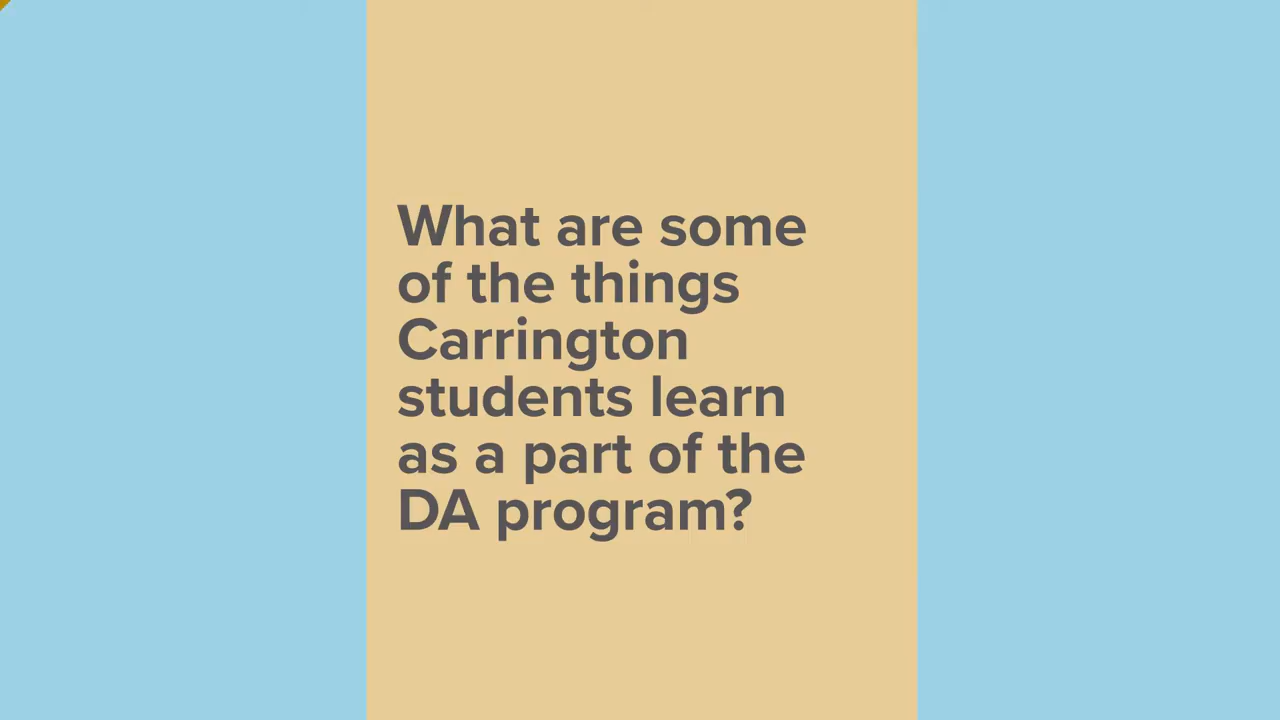 What are some
of the things
Carrington
students learn
as a part of the
DA program?